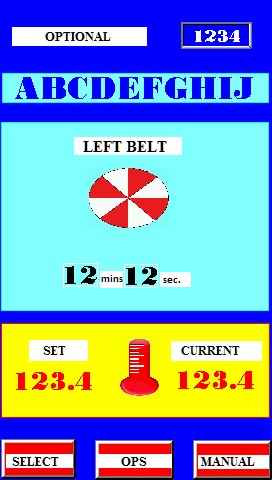 OPTIONAL 1234
ABCDEFGHIJ
LEFT BELT
12 mins 12 sec.
SET CURRENT
123.4 123.4
SELECT OPS MANUAL